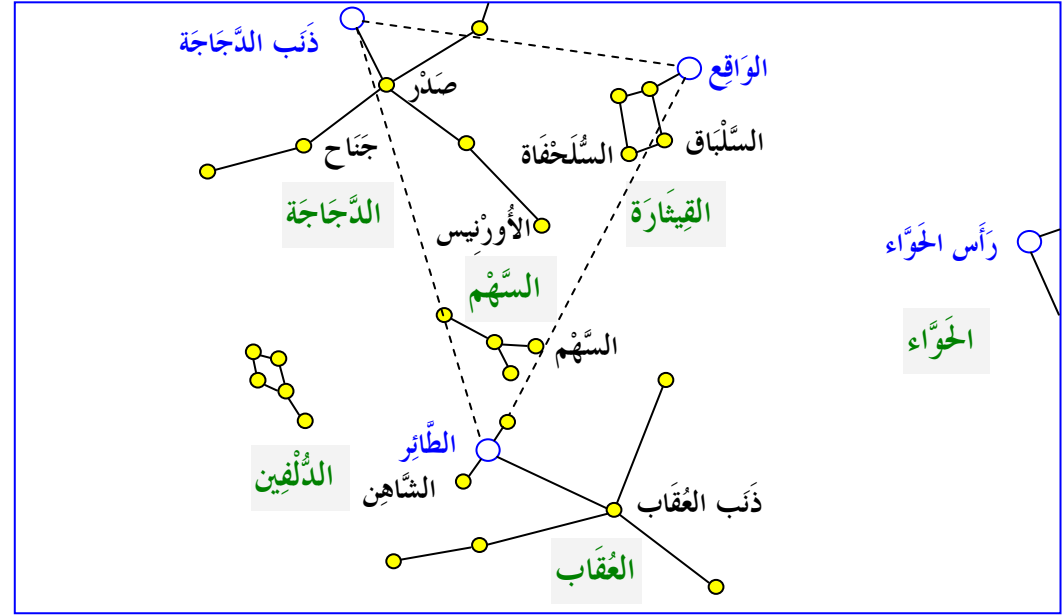 ذَنَب الدَّجَاجَة
الوَاقِع
صَدْر
السَّلْبَاق
السُّلَحْفَاة
جَنَاح
الدَّجَاجَة
القِيثَارَة
الأُورْنِيس
رَأَس الحَوَّاء
السَّهْم
الحَوَّاء
السَّهْم
الطَّائِر
الدُّلْفِين
الشَّاهِن
ذَنَب العُقَاب
العُقَاب